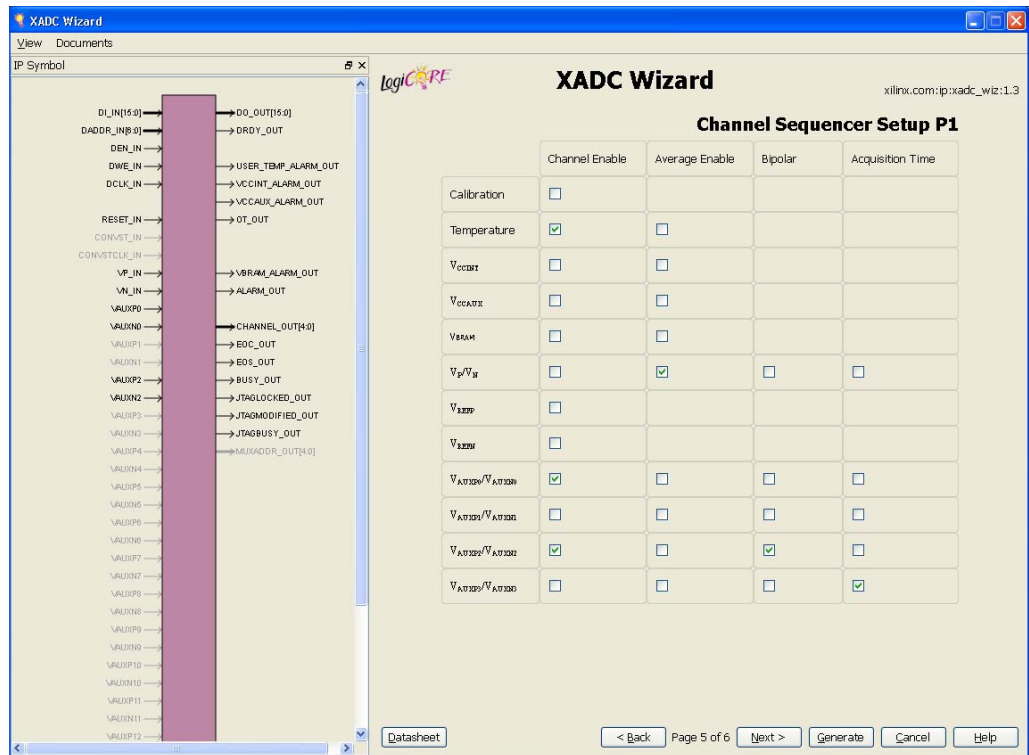 XADC Wizard
View Documents
IP Symbol
DI_IN[15:0]
DADDR_IN[6:0]
DEN_IN
DWE_IN
DCLK_IN
RESET_IN
CONVST_IN
CONVSTCLK_IN
VP_IN
VN_IN
VAUXP0
VAUXN0
VAUXP1
VAUXN1
VAUXP2
VAUXN2
VAUXP3
VAUXN3
VAUXP4
VAUXN4
VAUXP5
VAUXN5
VAUXP6
VAUXN6
VAUXP7
VAUXN7
VAUXP8
VAUXN8
VAUXP9
VAUXN9
VAUXP10
VAUXN10
VAUXP11
VAUXN11
VAUXP12
DO_OUT[15:0]
DRDY_OUT
USER_TEMP_ALARM_OUT
VCCINT_ALARM_OUT
VCCAUX_ALARM_OUT
OT_OUT
VBRAM_ALARM_OUT
ALARM_OUT
CHANNEL_OUT[4:0]
EOC_OUT
EOS_OUT
BUSY_OUT
JTAGLOCKED_OUT
JTAGMODIFIED_OUT
JTAGBUSY_OUT
MUXADDR_OUT[4:0]
LogiCORE
XADC Wizard
xilinx.com:ip:xadc_wiz:1.3
Channel Sequencer Setup P1
Channel Enable Average Enable Bipolar Acquisition Time
Calibration
Temperature
VCCINT
VCCAUX
VBRAM
VP/VN
VREFP
VREFN
VAUXP0/VAUXN0
VAUXP1/VAUXN1
VAUXP2/VAUXN2
VAUXP3/VAUXN3
Datasheet < Back Page 5 of 6 Next > Generate Cancel Help